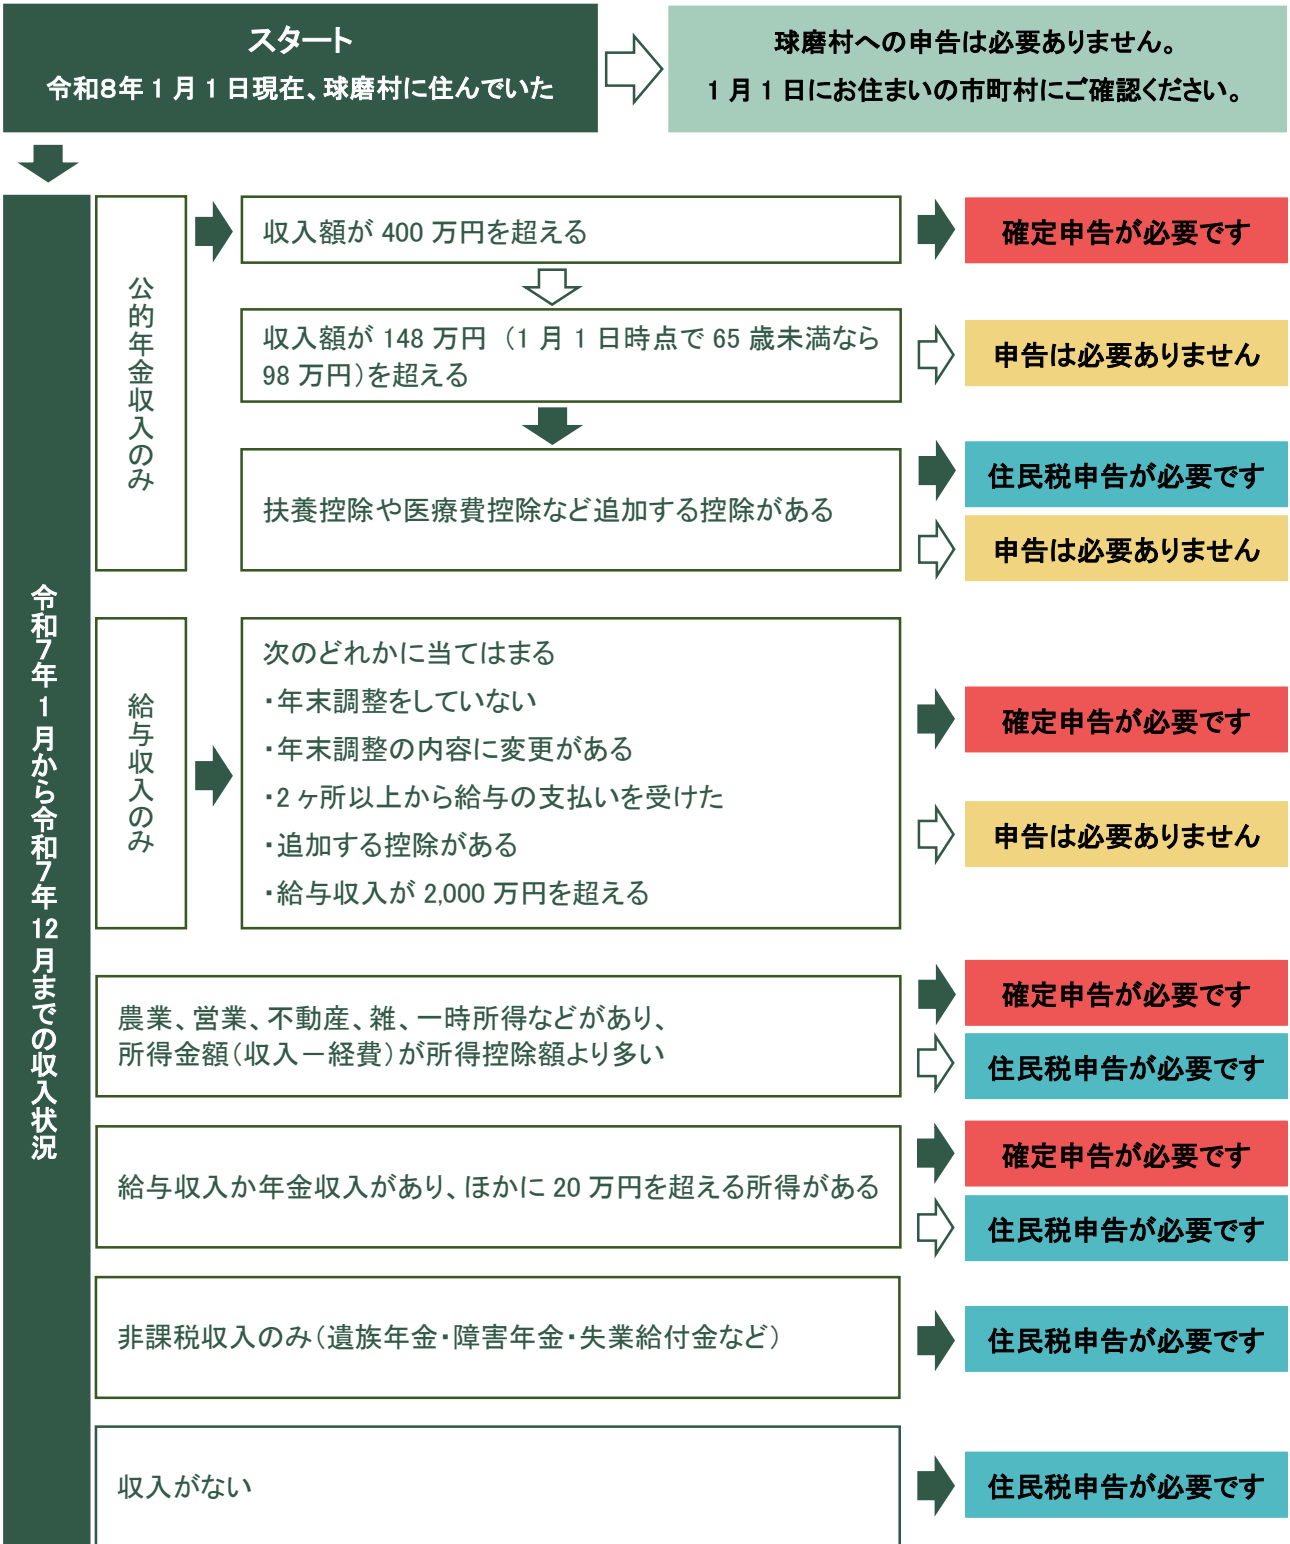 スタート
令和8年1月1日現在、球磨村に住んでいた
球磨村への申告は必要ありません。
1月1日にお住まいの市町村にご確認ください。
令和7年1月から令和7年12月までの収入状況
公的年金収入のみ
収入額が 400 万円を超える
確定申告が必要です
収入額が 148 万円（1月1日時点で 65 歳未満なら
98 万円）を超える
申告は必要ありません
扶養控除や医療費控除など追加する控除がある
住民税申告が必要です
申告は必要ありません
給与収入のみ
次のどれかに当てはまる
・年末調整をしていない
・年末調整の内容に変更がある
・2ヶ所以上から給与の支払いを受けた
・追加する控除がある
・給与収入が 2,000 万円を超える
確定申告が必要です
申告は必要ありません
農業、営業、不動産、雑、一時所得などがあり、
所得金額（収入－経費）が所得控除額より多い
確定申告が必要です
住民税申告が必要です
給与収入か年金収入があり、ほかに 20 万円を超える所得がある
確定申告が必要です
住民税申告が必要です
非課税収入のみ（遺族年金・障害年金・失業給付金など）
住民税申告が必要です
収入がない
住民税申告が必要です